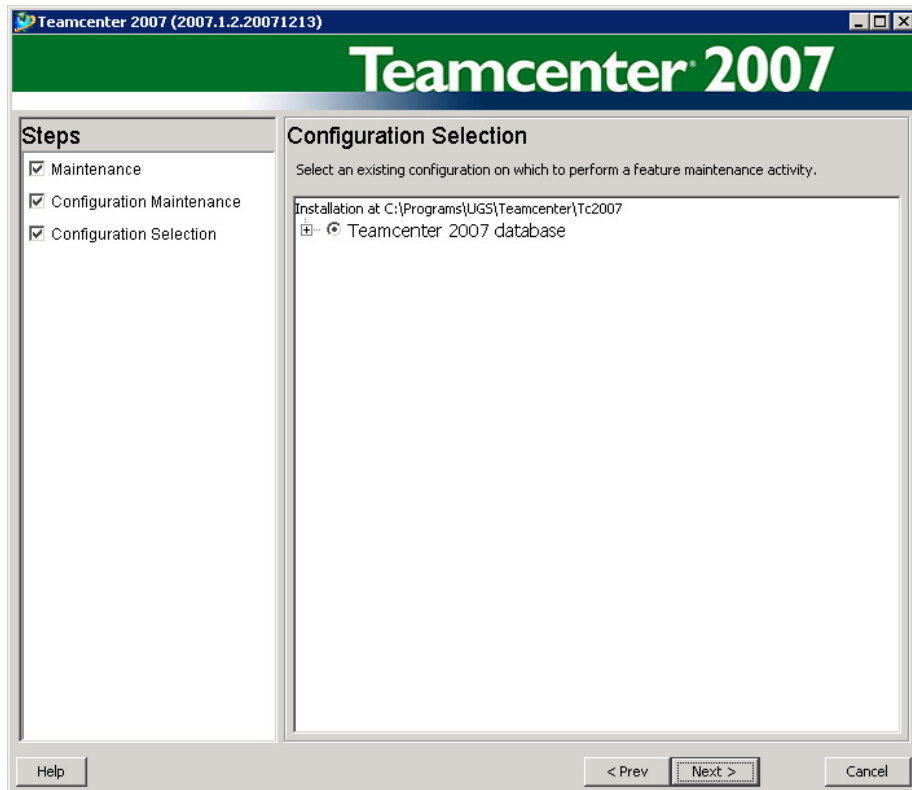 Teamcenter 2007 (2007.1.2.20071213)
Teamcenter 2007
Steps
Maintenance
Configuration Maintenance
Configuration Selection
Configuration Selection
Select an existing configuration on which to perform a feature maintenance activity.
Installation at C:\Programs\UGS\Teamcenter\Tc2007
Teamcenter 2007 database
Help
< Prev
Next >
Cancel